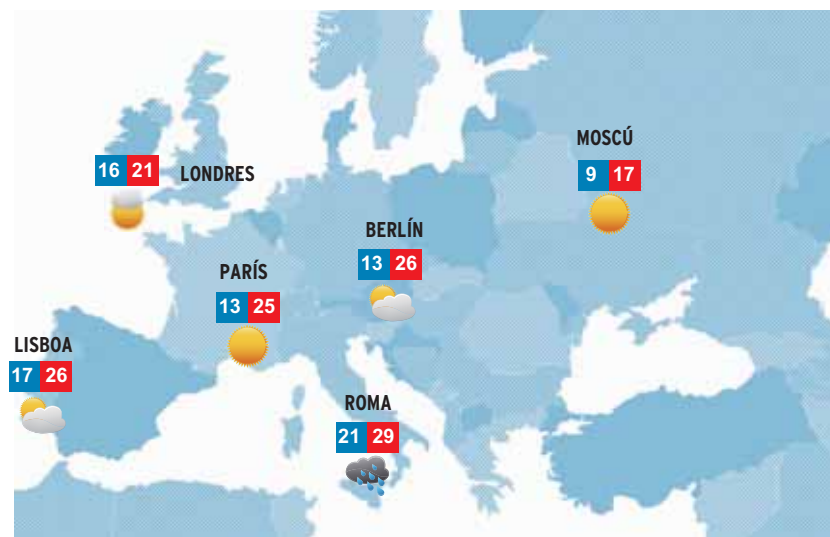 MOSCÚ
9 17
16 21
LONDRES
BERLÍN
13 26
PARÍS
13 25
LISBOA
17 26
ROMA
21 29